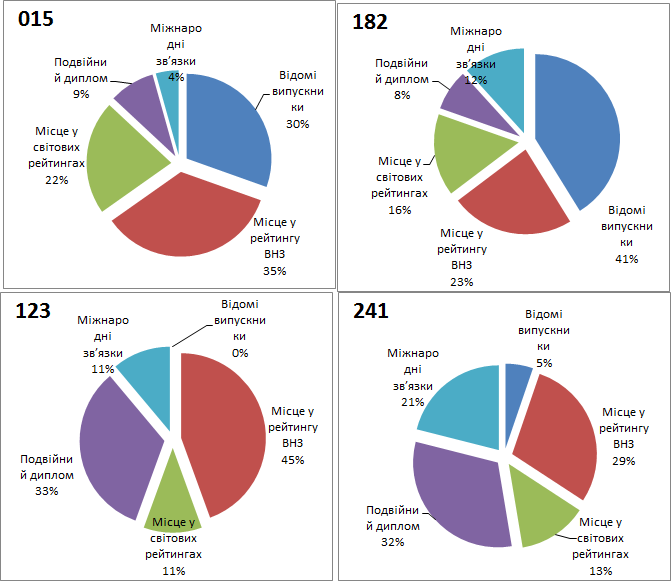 015
Міжнаро
дні
зв’язки
4%
Подвійни
й диплом
9%
Відомі
випускни
ки
30%
Місце у
світових
рейтингах
22%
Місце у
рейтингу
ВНЗ
35%
182
Міжнаро
дні
зв’язки
12%
Подвійни
й диплом
8%
Місце у
світових
рейтингах
16%
Місце у
рейтингу
ВНЗ
23%
Відомі
випускни
ки
41%
123
Міжнаро
дні
зв’язки
11%
Відомі
випускни
ки
0%
Місце у
рейтингу
ВНЗ
45%
Подвійни
й диплом
33%
Місце у
світових
рейтингах
11%
241
Відомі
випускни
ки
5%
Міжнаро
дні
зв’язки
21%
Місце у
рейтингу
ВНЗ
29%
Подвійни
й диплом
32%
Місце у
світових
рейтингах
13%